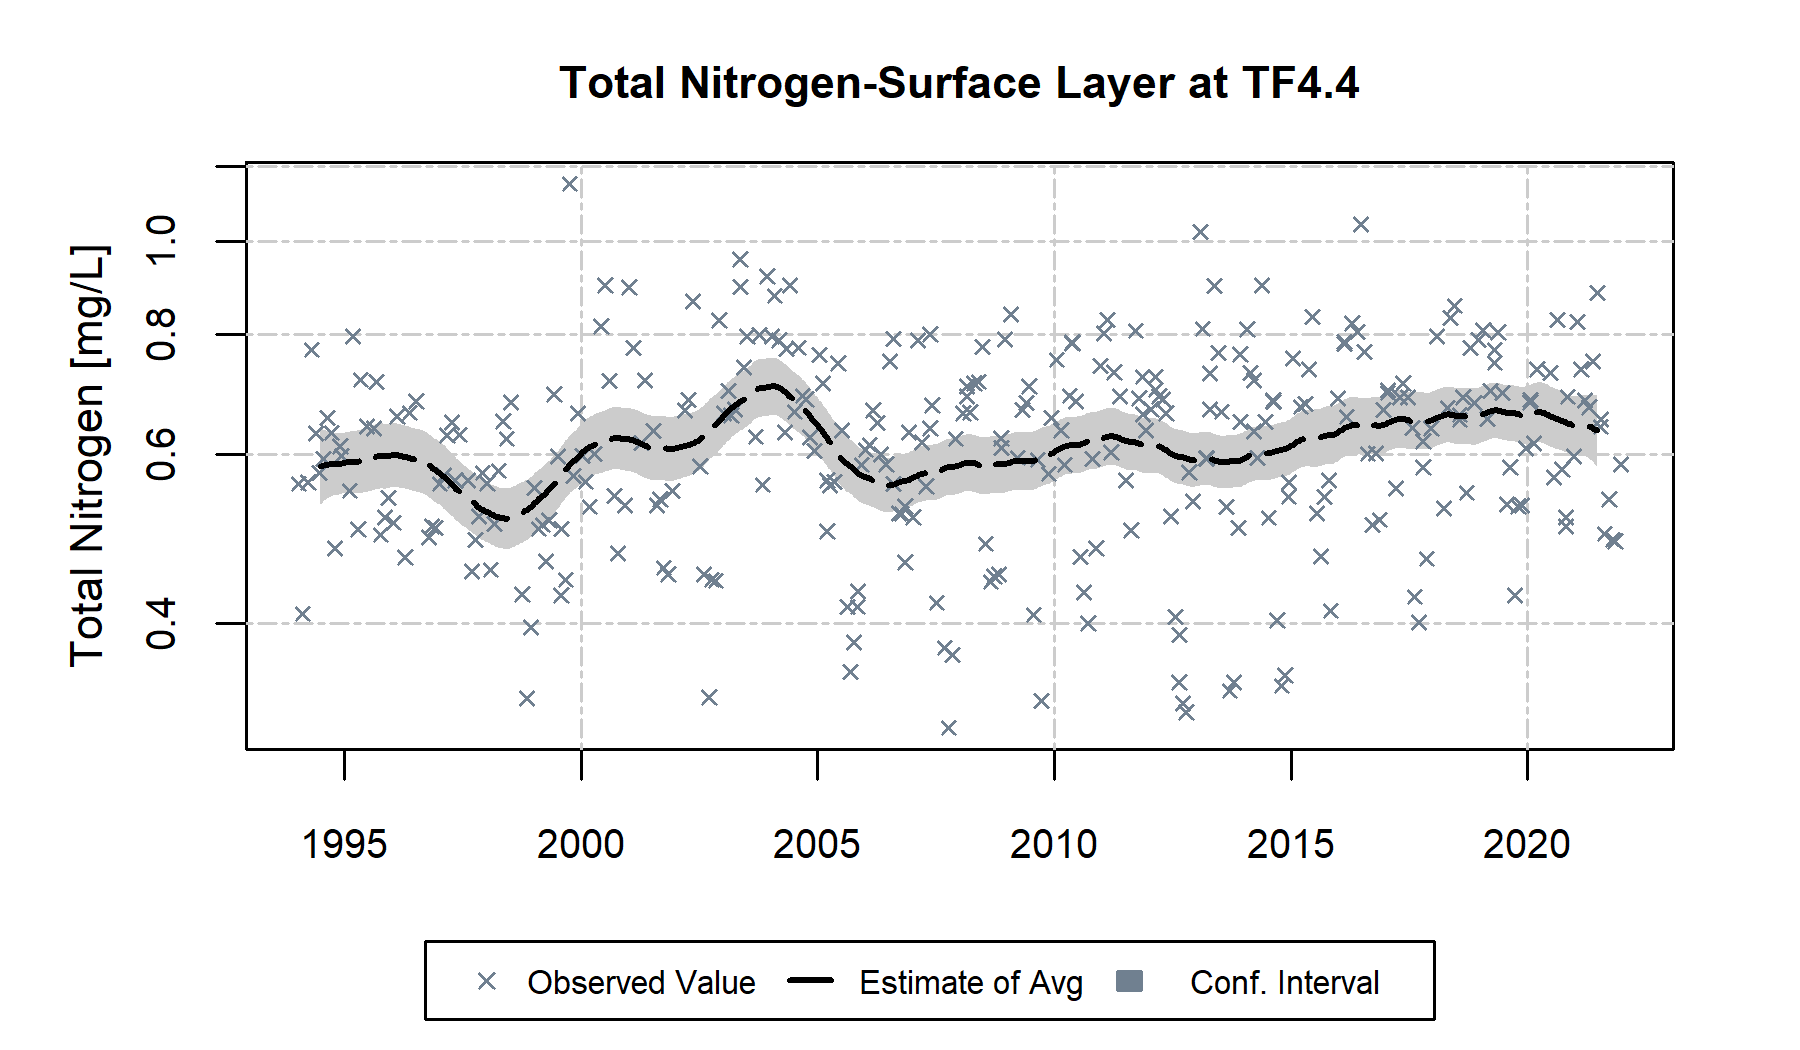 Total Nitrogen-Surface Layer at TF4.4
Total Nitrogen [mg/L]
1.0
0.8
0.6
0.4
1995 2000 2005 2010 2015 2020
Observed Value Estimate of Avg Conf. Interval